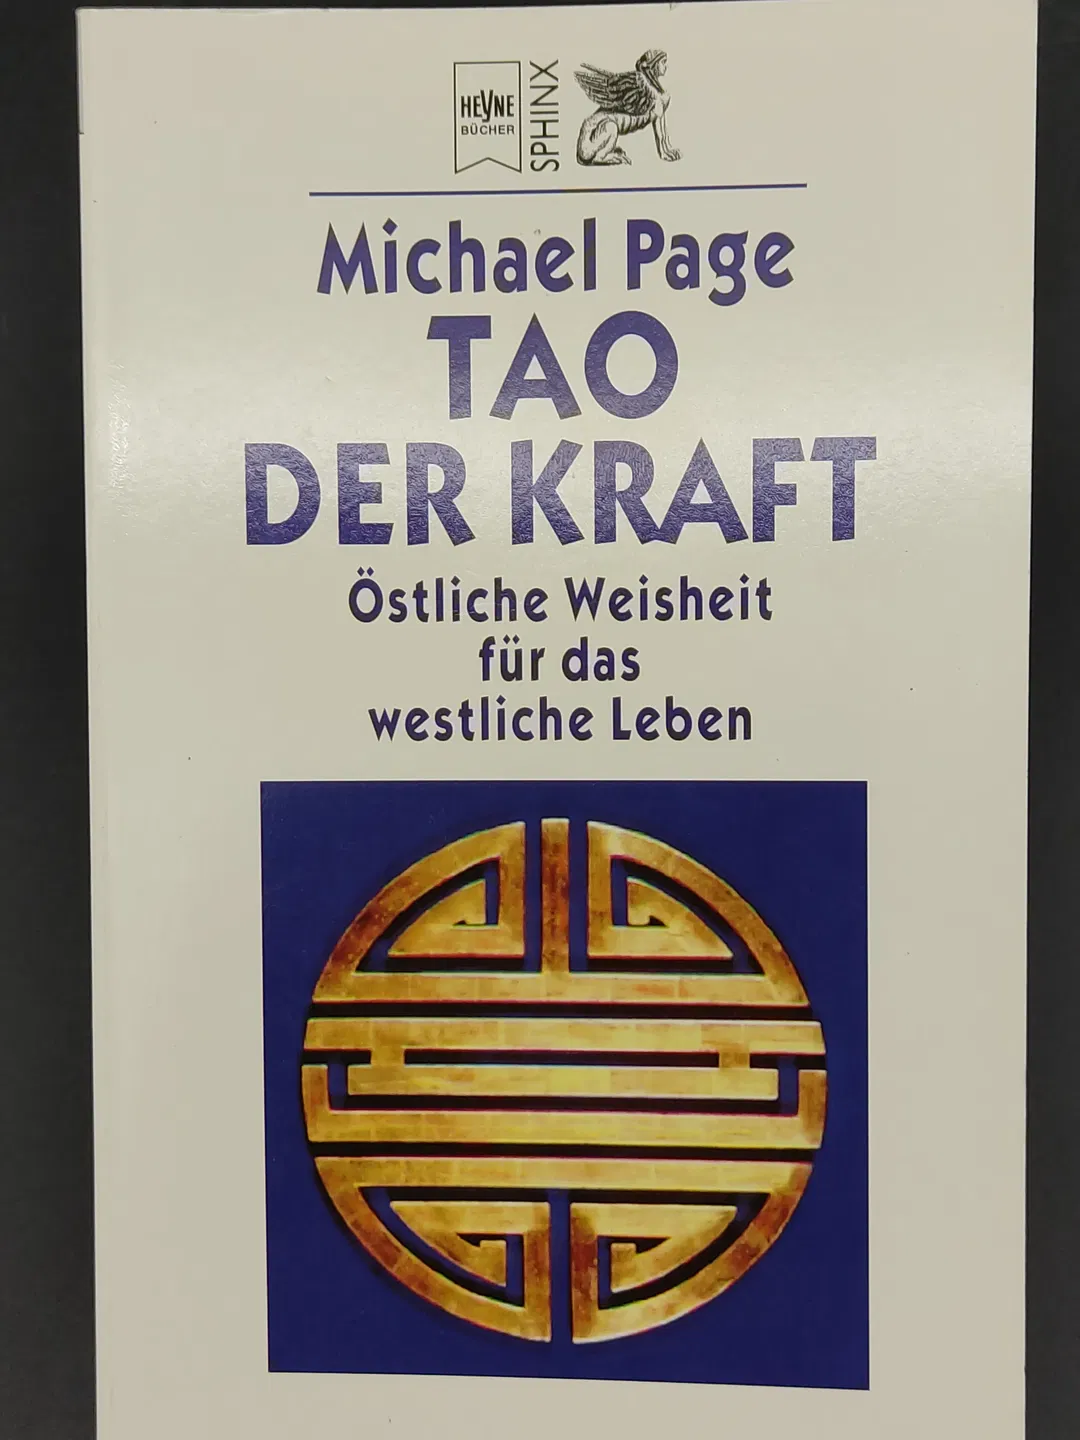 HEYNE
BÜCHER
SPHINX
Michael Page
TAO
DER KRAFT
Östliche Weisheit
für das
westliche Leben